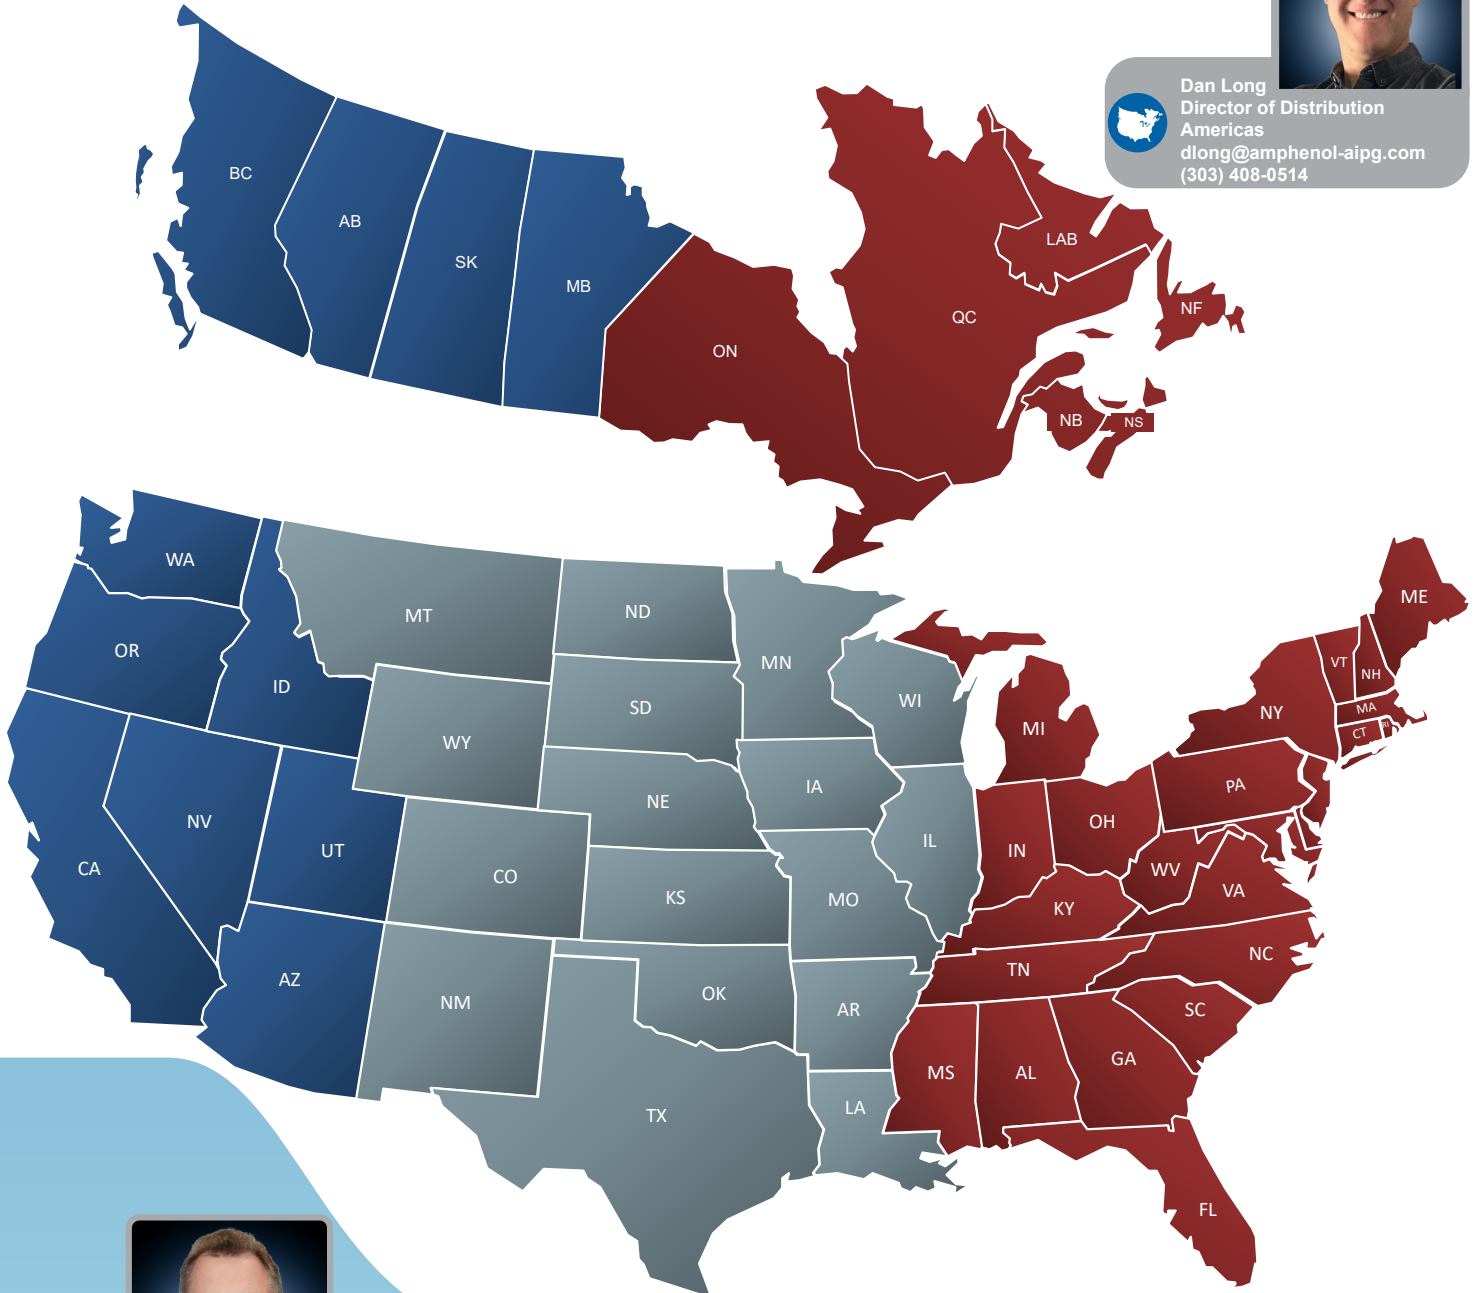 Dan Long
Director of Distribution
Americas
dlong@amphenol-aipg.com
(303) 408-0514
BC
AB
SK
MB
ON
QC
LAB
NF
NB
NS
WA
OR
ID
MT
ND
MN
SD
WY
WI
MI
NY
VT
NH
ME
MA
CT
RI
CA
NV
UT
CO
NE
IA
IL
IN
OH
PA
WV
VA
KS
MO
KY
AZ
NM
OK
AR
TN
NC
SC
TX
LA
MS
AL
GA
FL